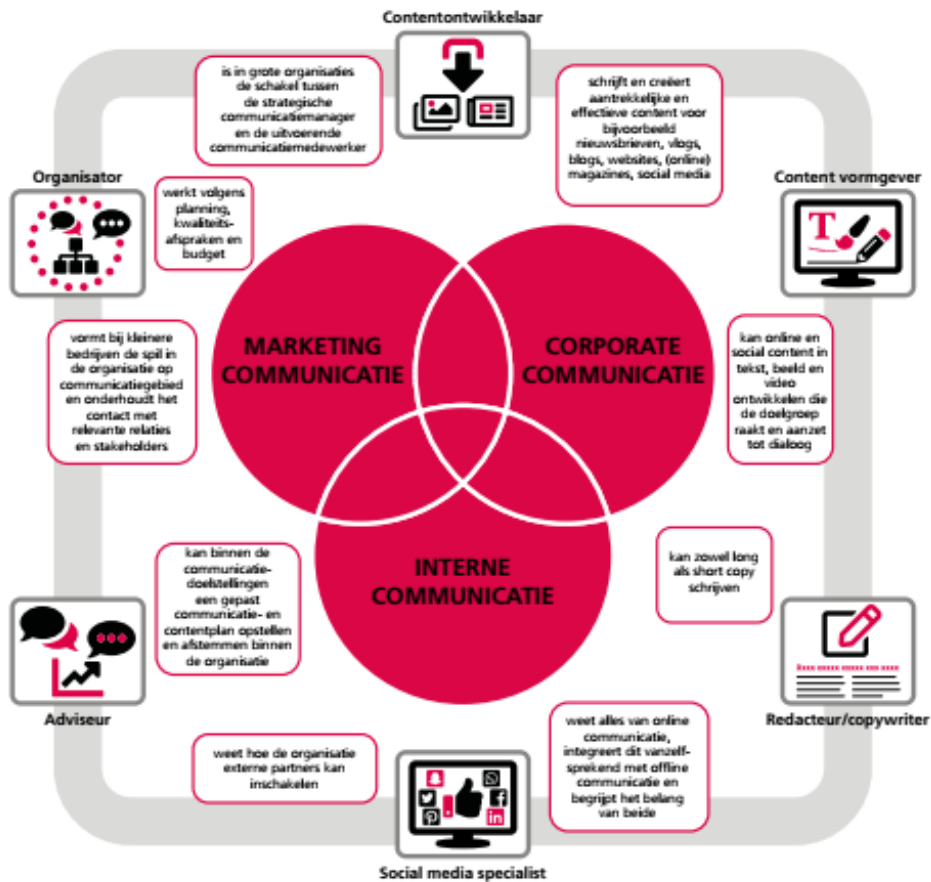 Contentontwikkelaar
is in grote organisaties
de schakel tussen
de strategische
communicatiemanager
en de uitvoerende
communicatiemedewerker
schrijft en creëert
aantrekkelijke en
effectieve content voor
bijvoorbeeld
nieuwsbrieven, vlogs,
blogs, websites, (online)
magazines, social media
Organisator
werkt volgens
planning,
kwaliteits-
afspraken en
budget
Content vormgever
T
MARKETING
COMMUNICATIE
CORPORATE
COMMUNICATIE
vormt bij kleinere
bedrijven de spil in
de organisatie op
communicatiegebied
en onderhoudt het
contact met
relevante relaties
en stakeholders
kan online en
social content in
tekst, beeld en
video
ontwikkelen die
de doelgroep
raakt en aanzet
tot dialoog
INTERNE
COMMUNICATIE
kan binnen de
communicatie-
doelstellingen
een gepast
communicatie- en
contentplan opstellen
en afstemmen binnen
de organisatie
kan zowel long
als short copy
schrijven
Adviseur
Xxxx xxxxx xxxxx xxx xxxx
Redacteur/copywriter
weet hoe de organisatie
externe partners kan
inschakelen
weet alles van online
communicatie,
integreert dit vanzelf-
sprekend met offline
communicatie en
begrijpt het belang
van beide
in
Social media specialist